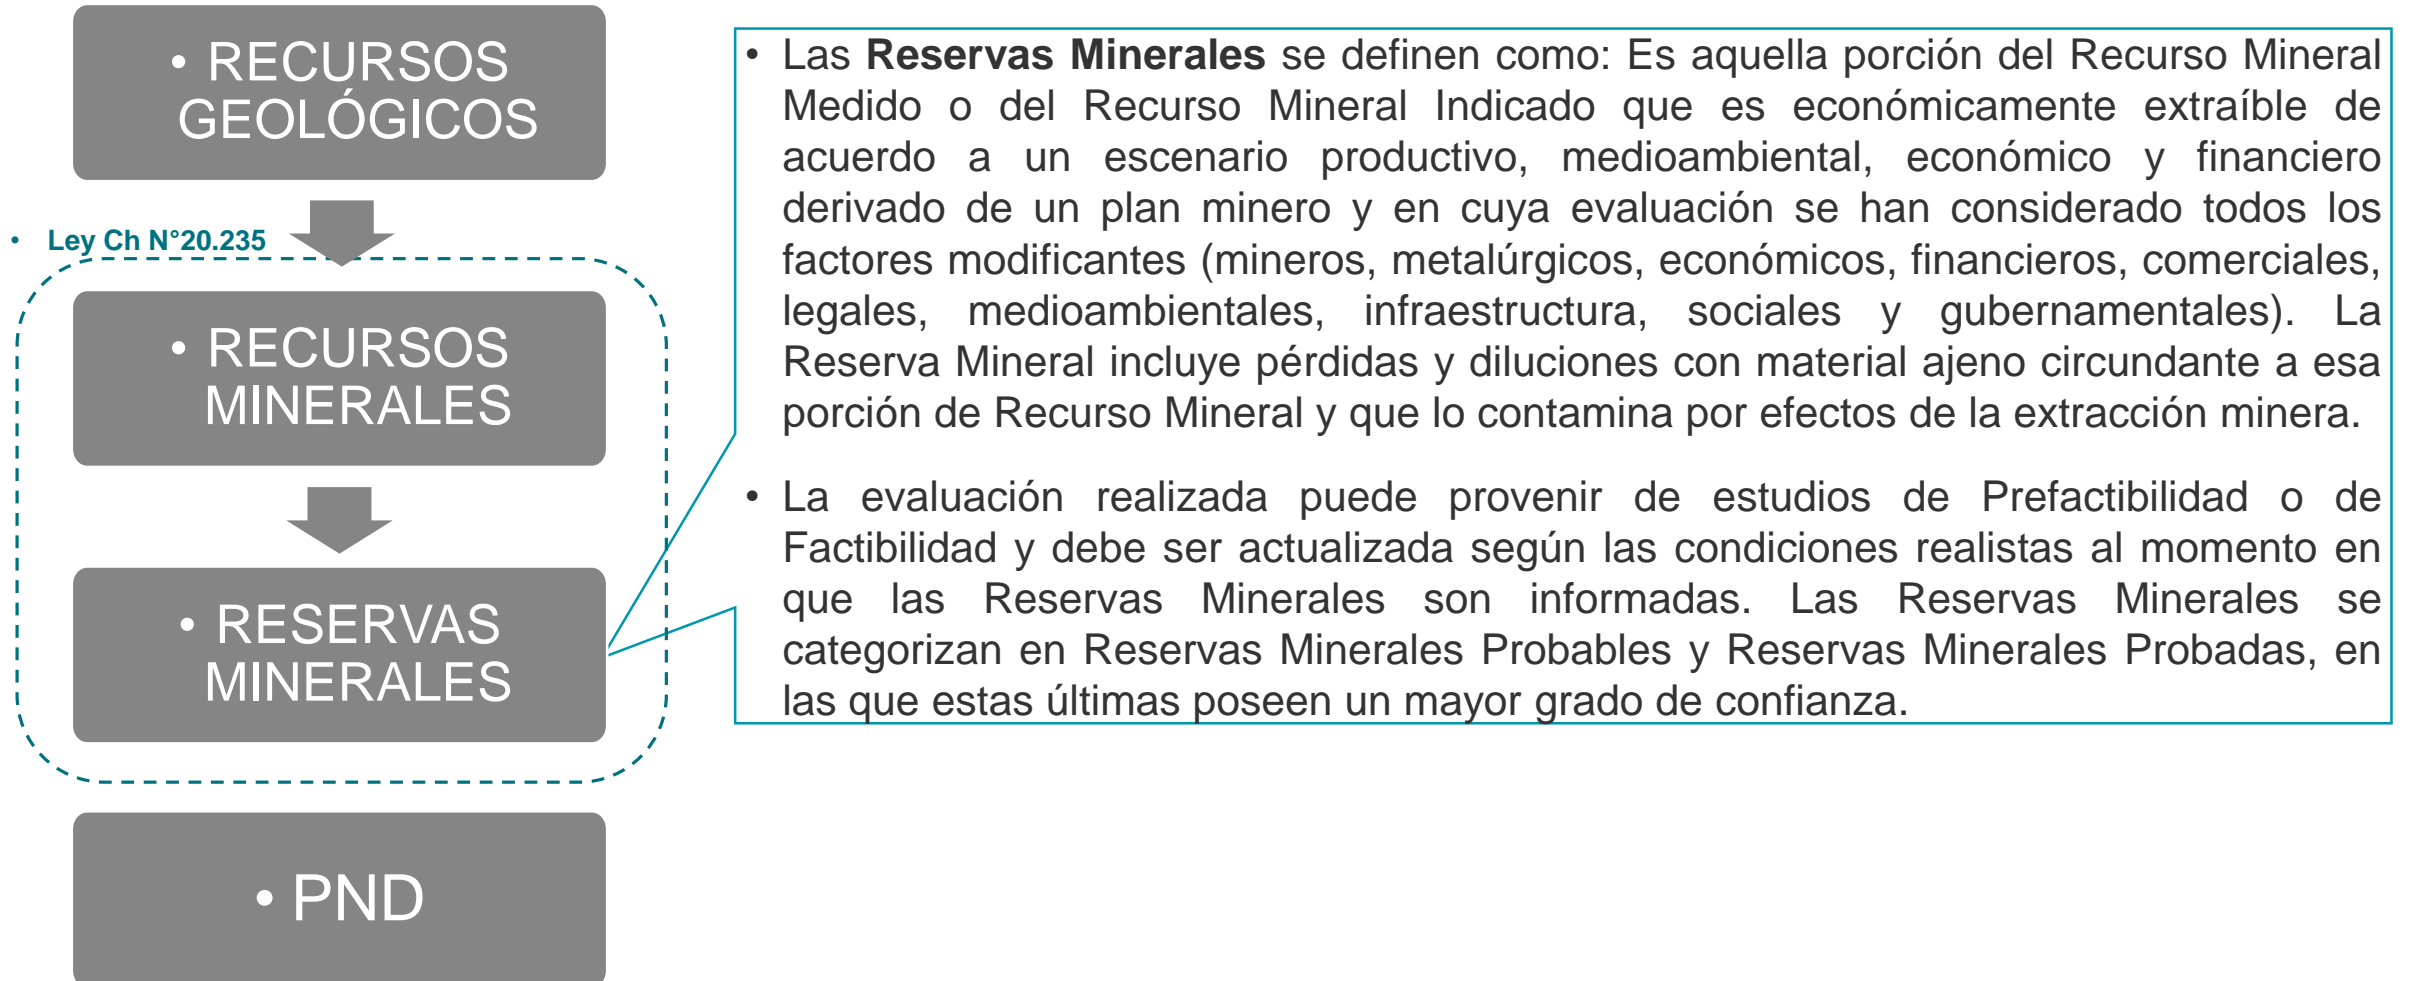 • RECURSOS
GEOLÓGICOS
• Ley Ch N°20.235
• RECURSOS
MINERALES
• RESERVAS
MINERALES
• PND
• Las Reservas Minerales se definen como: Es aquella porción del Recurso Mineral
Medido o del Recurso Mineral Indicado que es económicamente extraíble de
acuerdo a un escenario productivo, medioambiental, económico y financiero
derivado de un plan minero y en cuya evaluación se han considerado todos los
factores modificantes (mineros, metalúrgicos, económicos, financieros, comerciales,
legales, medioambientales, infraestructura, sociales y gubernamentales). La
Reserva Mineral incluye pérdidas y diluciones con material ajeno circundante a esa
porción de Recurso Mineral y que lo contamina por efectos de la extracción minera.
• La evaluación realizada puede provenir de estudios de Prefactibilidad o de
Factibilidad y debe ser actualizada según las condiciones realistas al momento en
que las Reservas Minerales son informadas. Las Reservas Minerales se
categorizan en Reservas Minerales Probables y Reservas Minerales Probadas, en
las que estas últimas poseen un mayor grado de confianza.